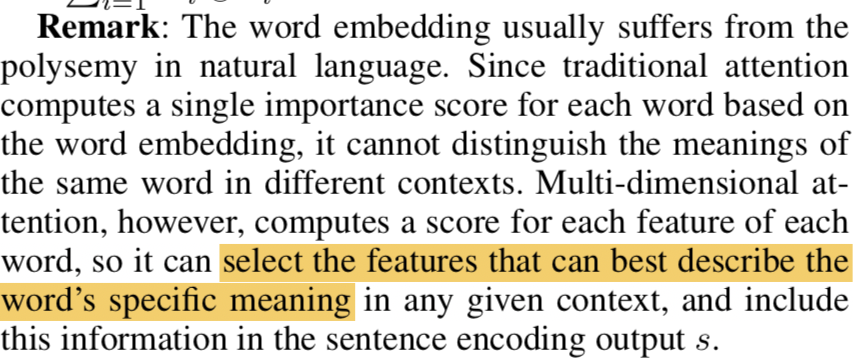 Remark: The word embedding usually suffers from the
polysemy in natural language. Since traditional attention
computes a single importance score for each word based on
the word embedding, it cannot distinguish the meanings of
the same word in different contexts. Multi-dimensional at-
tention, however, computes a score for each feature of each
word, so it can select the features that can best describe the
word's specific meaning in any given context, and include
this information in the sentence encoding output s.